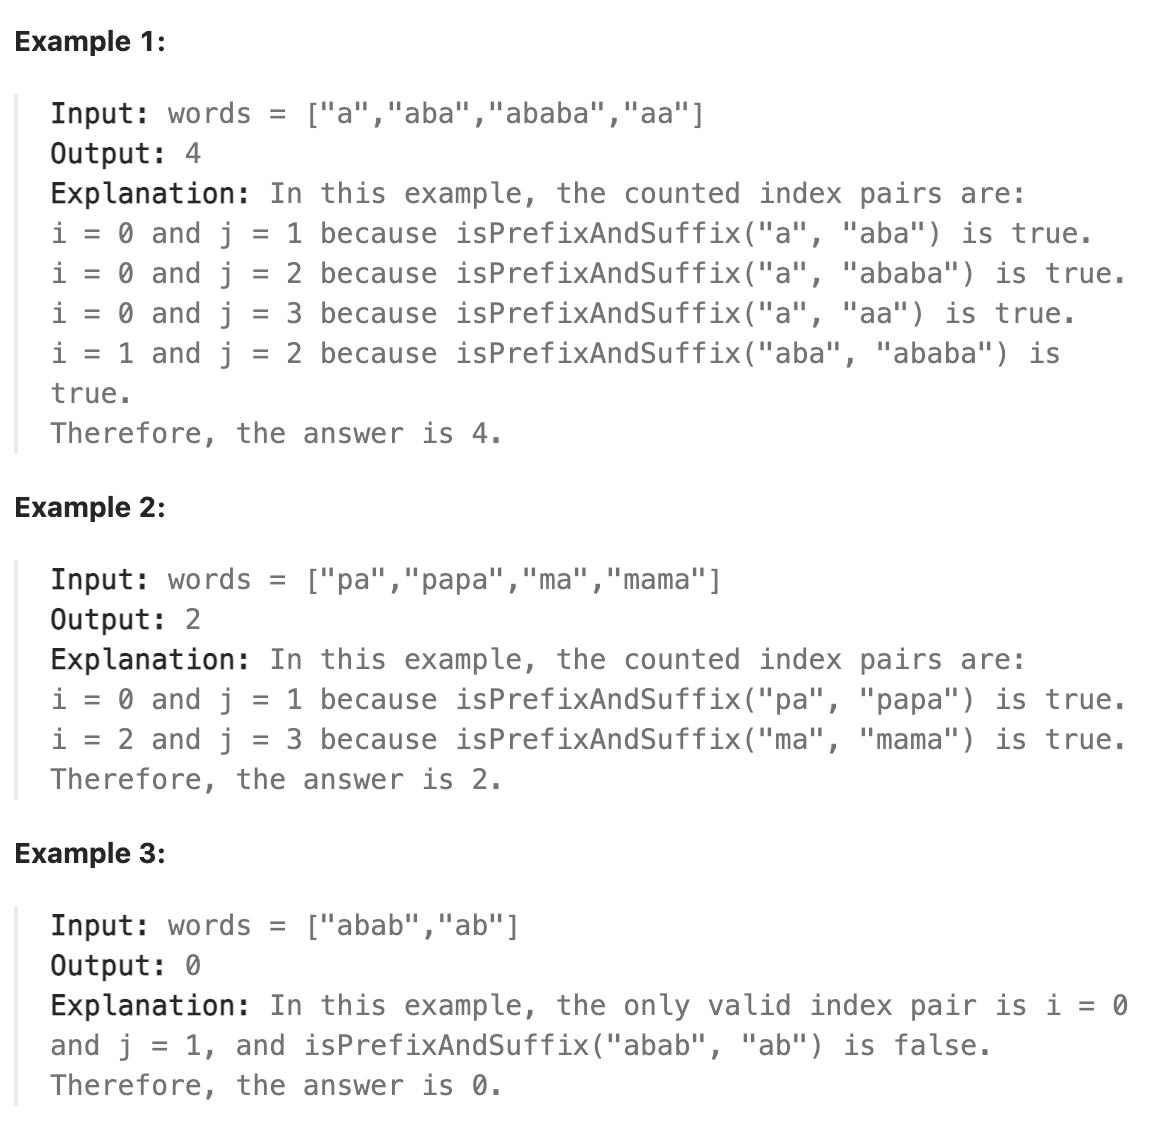 Example 1:
Input: words = ["a","aba","ababa","aa"]
Output: 4
Explanation: In this example, the counted index pairs are:
i = 0 and j = 1 because isPrefixAndSuffix("a", "aba") is true.
i = 0 and j = 2 because isPrefixAndSuffix("a", "ababa") is true.
i = 0 and j = 3 because isPrefixAndSuffix("a", "aa") is true.
i = 1 and j = 2 because isPrefixAndSuffix("aba", "ababa") is
true.
Therefore, the answer is 4.
Example 2:
Input: words = ["pa","papa","ma","mama"]
Output: 2
Explanation: In this example, the counted index pairs are:
i = 0 and j = 1 because isPrefixAndSuffix("pa", "papa") is true.
i = 2 and j = 3 because isPrefixAndSuffix("ma", "mama") is true.
Therefore, the answer is 2.
Example 3:
Input: words = ["abab","ab"]
Output: 0
Explanation: In this example, the only valid index pair is i = 0
and j = 1, and isPrefixAndSuffix("abab", "ab") is false.
Therefore, the answer is 0.